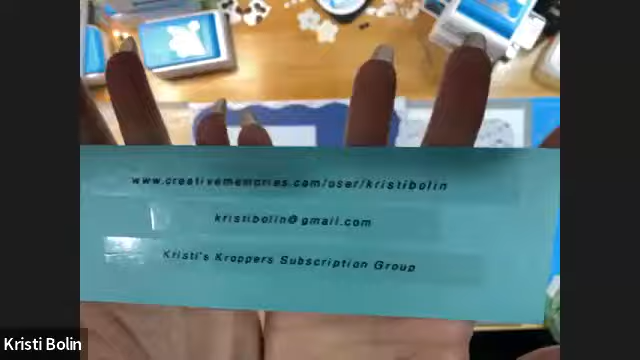 www.creativememories.com/user/kristibolin
kristibolin@gmail.com
Kristi's Kroppers Subscription Group
Kristi Bolin